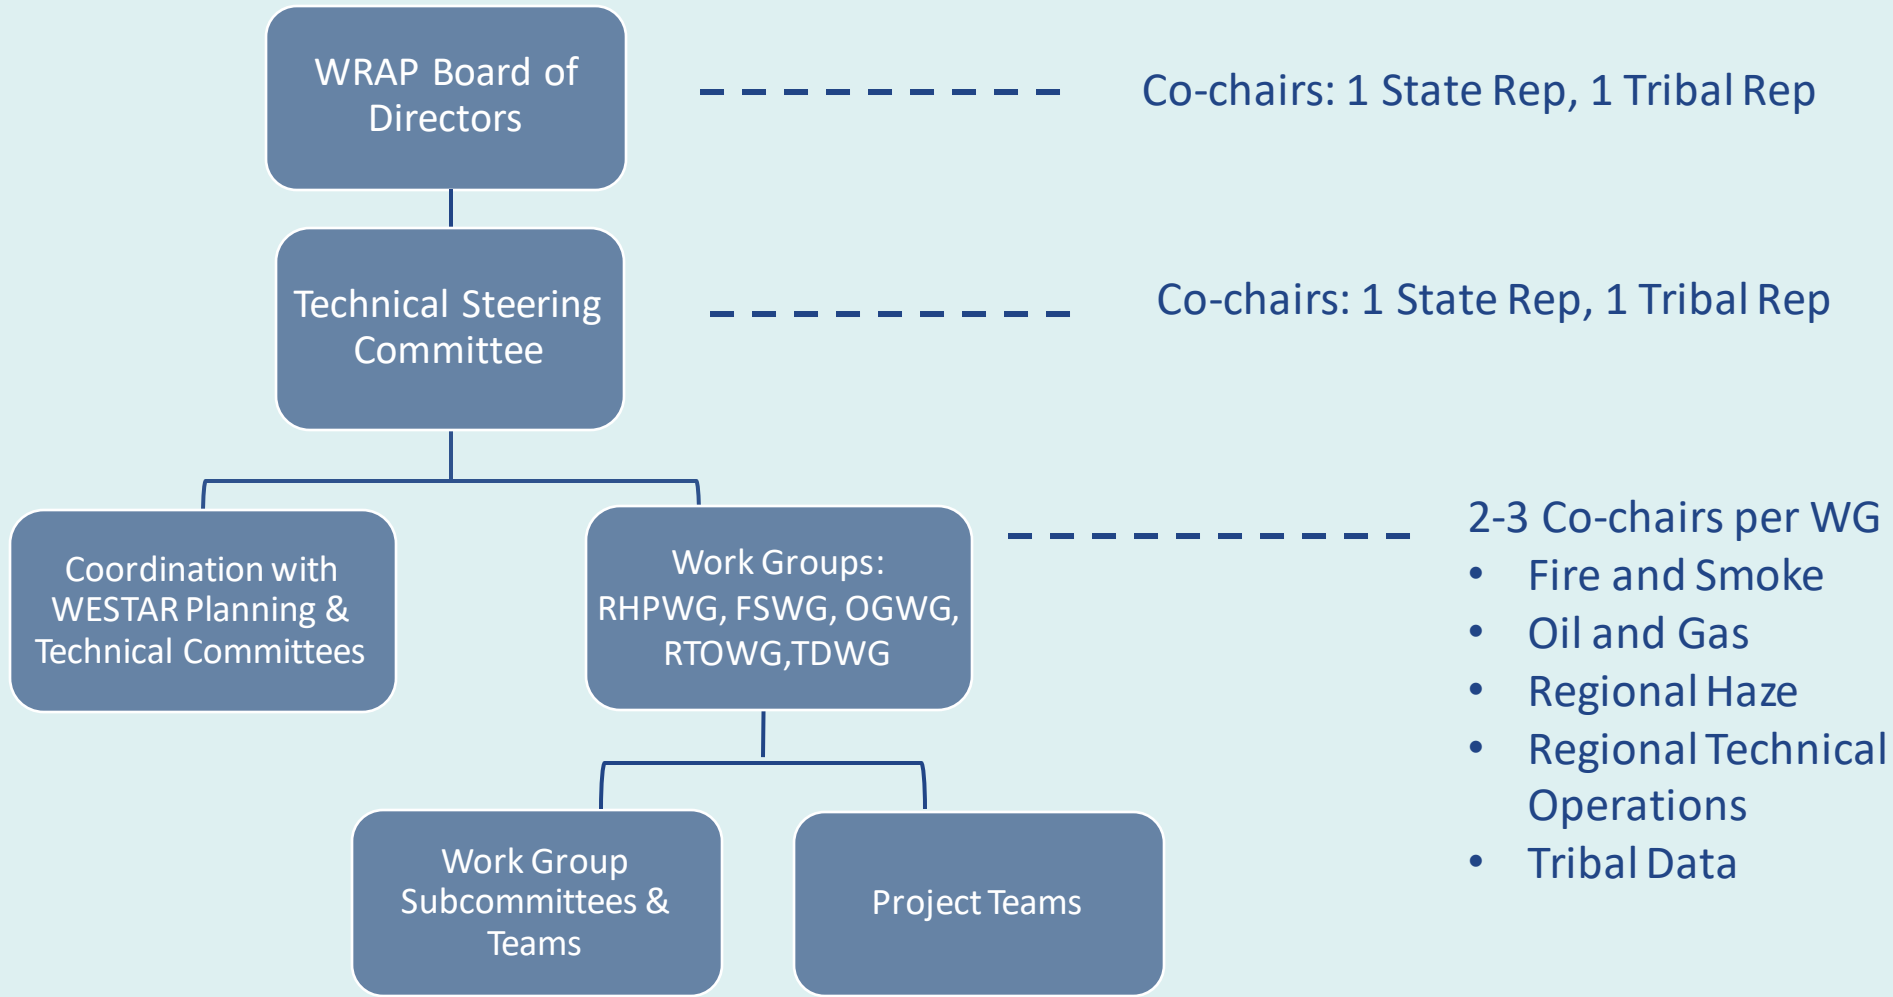 WRAP Board of
Directors
Co-chairs: 1 State Rep, 1 Tribal Rep
Technical Steering
Committee
Co-chairs: 1 State Rep, 1 Tribal Rep
Coordination with
WESTAR Planning &
Technical Committees
Work Groups:
RHPWG, FSWG, OGWG,
RTOWG,TDWG
2-3 Co-chairs per WG
• Fire and Smoke
• Oil and Gas
• Regional Haze
• Regional Technical
Operations
• Tribal Data
Work Group
Subcommittees &
Teams
Project Teams